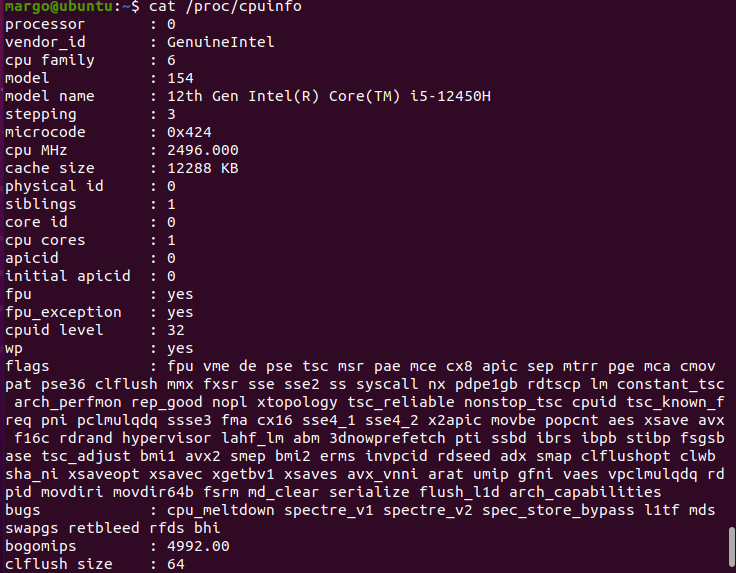 margo@ubuntu:~$ cat /proc/cpuinfo
processor : 0
vendor_id : GenuineIntel
cpu family : 6
model : 154
model name : 12th Gen Intel(R) Core(TM) i5-12450H
stepping : 3
microcode : 0x424
cpu MHz : 2496.000
cache size : 12288 KB
physical id : 0
siblings : 1
core id : 0
cpu cores : 1
apicid : 0
initial apicid : 0
fpu : yes
fpu_exception : yes
cpuid level : 32
wp : yes
flags : fpu vme de pse tsc msr pae mce cx8 apic sep mtrr pge mca cmov
pat pse36 clflush mmx fxsr sse sse2 ss syscall nx pdpe1gb rdtscp lm constant_tsc
arch_perfmon rep_good nopl xtopology tsc_reliable nonstop_tsc cpuid tsc_known_f
req pni pclmulqdq ssse3 fma cx16 sse4_1 sse4_2 x2apic movbe popcnt aes xsave avx
f16c rdrand hypervisor lahf_lm abm 3dnowprefetch pti ssbd ibrs ibpb stibp fsgsb
ase tsc_adjust bmi1 avx2 smep bmi2 erms invpcid rdseed adx smap clflushopt clwb
sha_ni xsaveopt xsavec xgetbv1 xsaves avx_vnni arat umip gfni vaes vpclmulqdq rd
pid movdiri movdir64b fsrm md_clear serialize flush_l1d arch_capabilities
bugs : cpu_meltdown spectre_v1 spectre_v2 spec_store_bypass l1tf mds
swapgs retbleed rfds bhi
bogomips : 4992.00
clflush size : 64